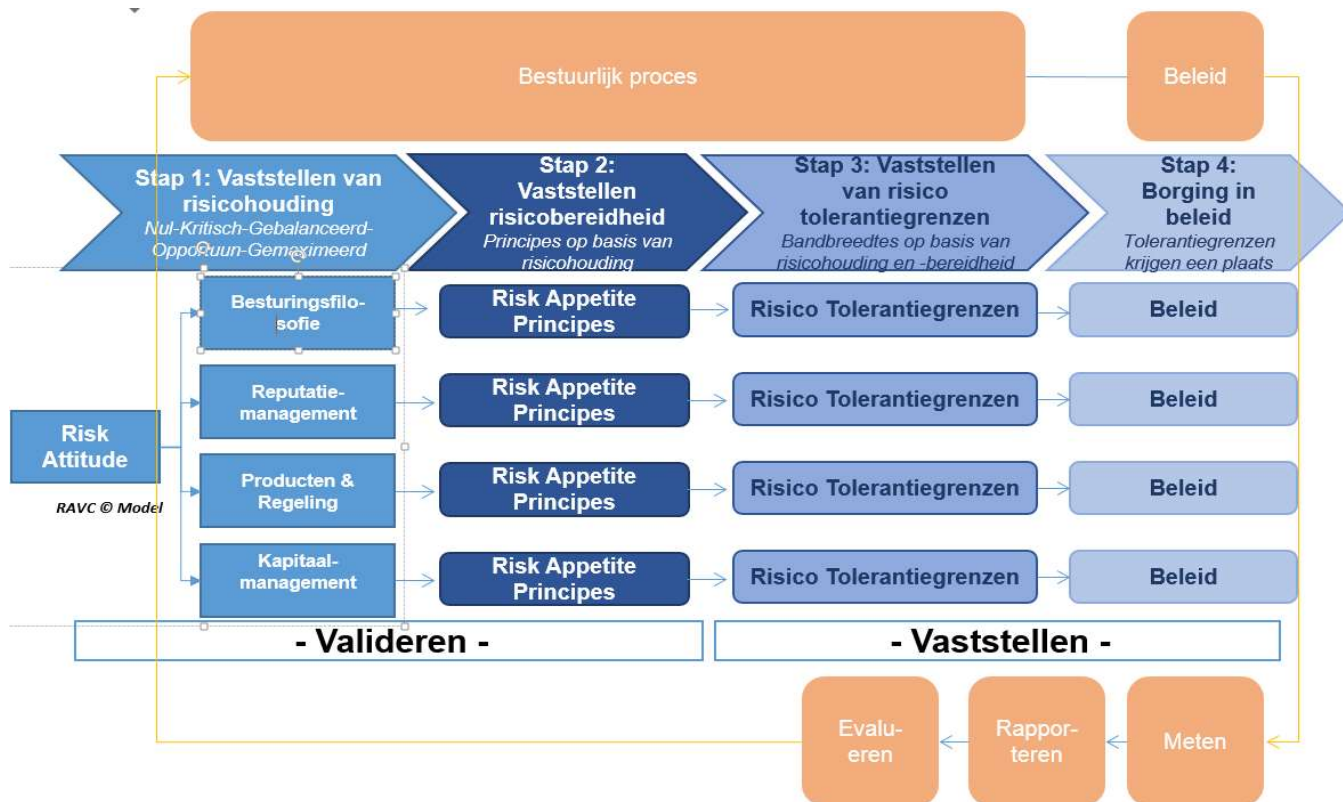 Bestuurlijk proces
Beleid
Stap 1: Vaststellen van
risicohouding
Nul-Kritisch-Gebalanceerd-
Opportuun-Gemaximeerd
Stap 2:
Vaststellen
risicobereidheid
Principes op basis van
risicohouding
Stap 3: Vaststellen
van risico
tolerantiegrenzen
Bandbreedtes op basis van
risicohouding en -bereidheid
Stap 4:
Borging in
beleid
Tolerantiegrenzen
krijgen een plaats
Risk
Attitude
RAVC © Model
Besturingsfilo-
sofie
Risk Appetite
Principes
Risico Tolerantiegrenzen
Beleid
Reputatie-
management
Risk Appetite
Principes
Risico Tolerantiegrenzen
Beleid
Producten &
Regeling
Risk Appetite
Principes
Risico Tolerantiegrenzen
Beleid
Kapitaal-
management
Risk Appetite
Principes
Risico Tolerantiegrenzen
Beleid
- Valideren -
- Vaststellen -
Evalu-
eren
Rappor-
teren
Meten